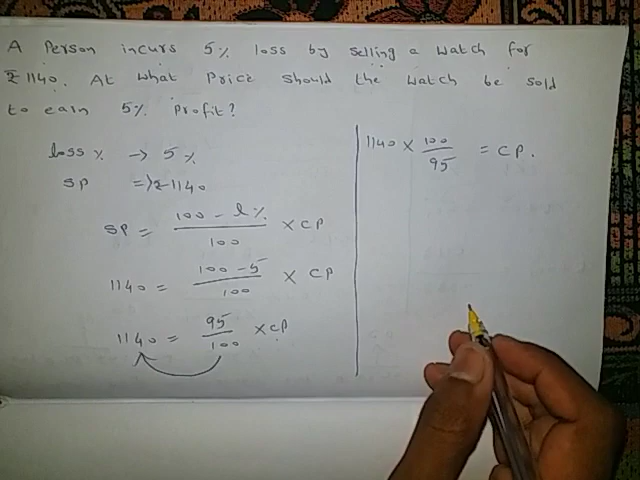 A Person incurs 5% loss by selling a watch for
₹1140. At what Price should the watch be sold
to earn 5% Profit?
loss % → 5 %
SP => ₹1140
SP = 100 - l% / 100 × CP
1140 = 100 - 5 / 100 × CP
1140 = 95 / 100 × CP
1140 × 100 / 95 = CP.